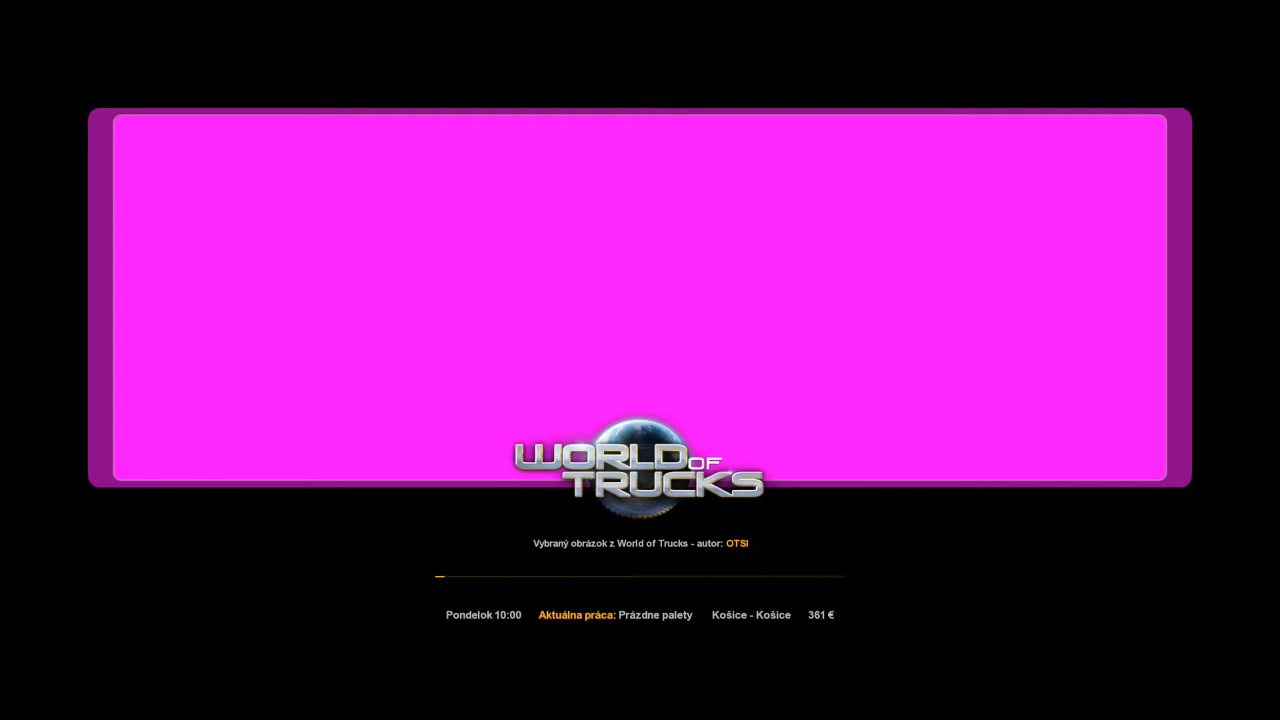 WORLD OF
TRUCKS
Vybraný obrázok z World of Trucks - autor: OTSI
Pondelok 10:00 Aktuálna práca: Prázdne palety Košice - Košice 361 €